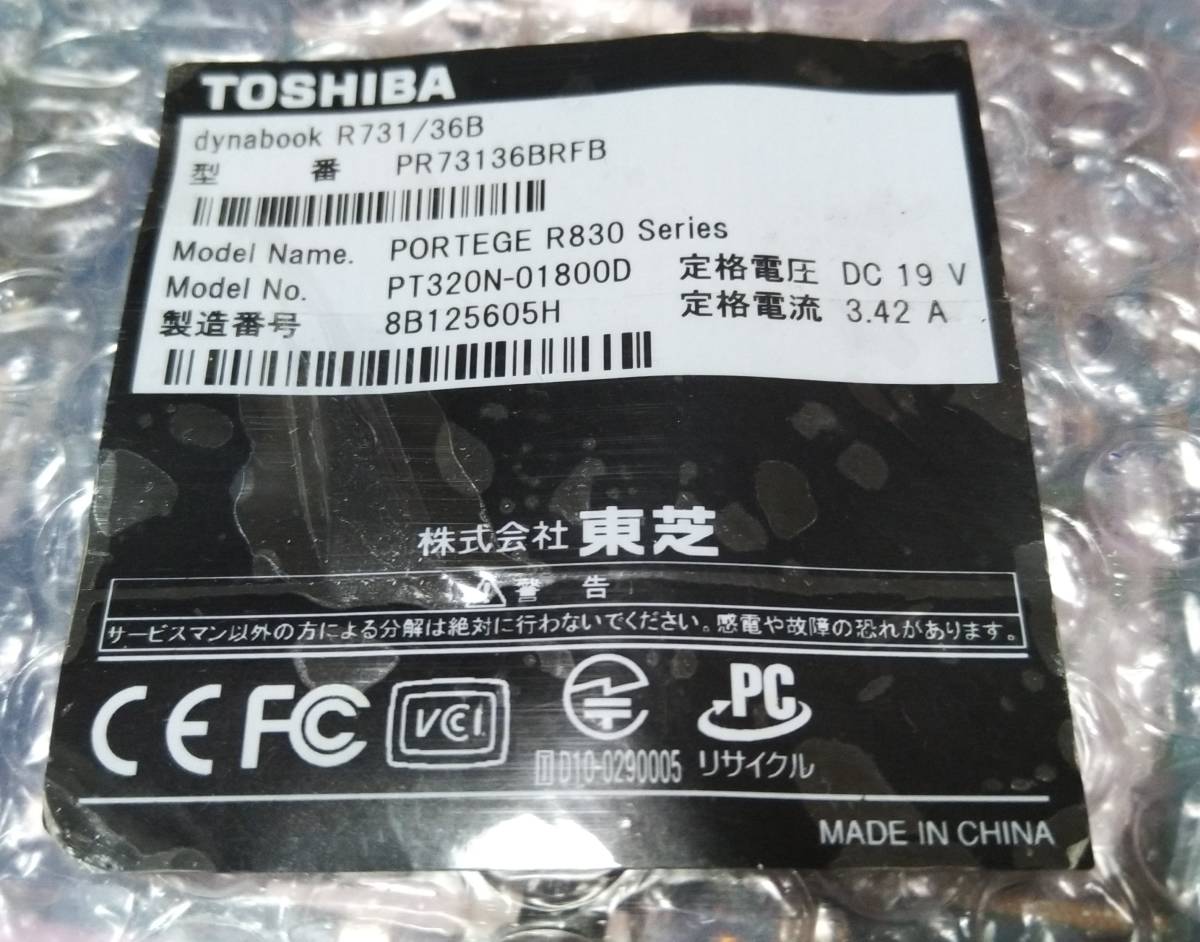 TOSHIBA
dynabook R731/36B
型 番 PR73136BRFB
Model Name. PORTEGE R830 Series
Model No. PT320N-01800D 定格電圧 DC 19 V
製造番号 8B125605H 定格電流 3.42 A
株式会社 東芝
警 告
サービスマン以外の方による分解は絶対に行わないでください。感電や故障の恐れがあります。
CE FC VCI PC
T D10-0290005 リサイクル
MADE IN CHINA